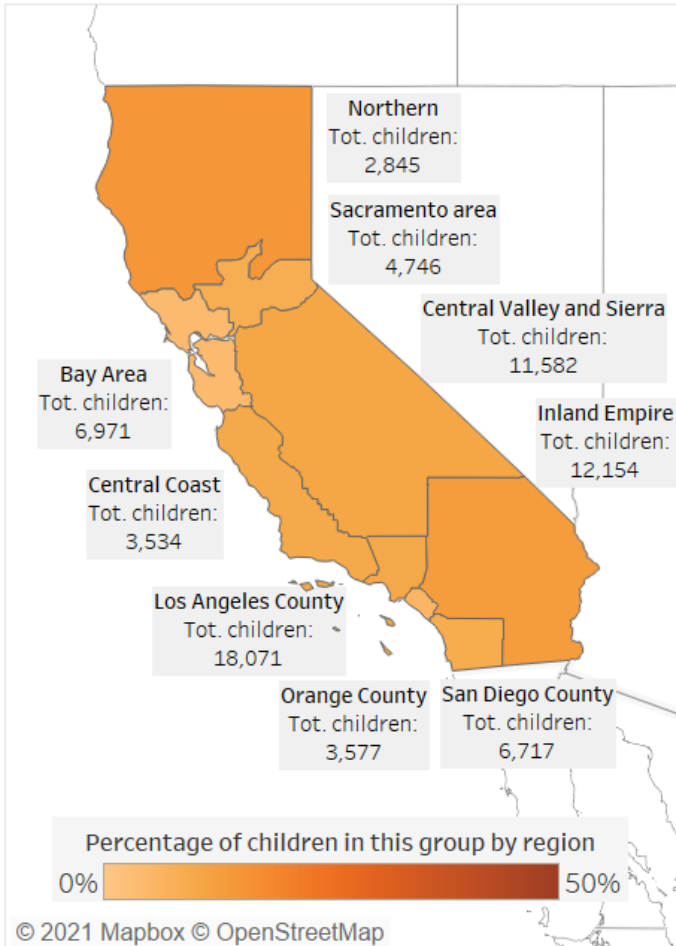 Northern
Tot. children:
2,845
Sacramento area
Tot. children:
4,746
Central Valley and Sierra
Tot. children:
11,582
Bay Area
Tot. children:
6,971
Inland Empire
Tot. children:
12,154
Central Coast
Tot. children:
3,534
Los Angeles County
Tot. children:
18,071
Orange County
Tot. children:
3,577
San Diego County
Tot. children:
6,717
Percentage of children in this group by region
0% 50%
© 2021 Mapbox © OpenStreetMap